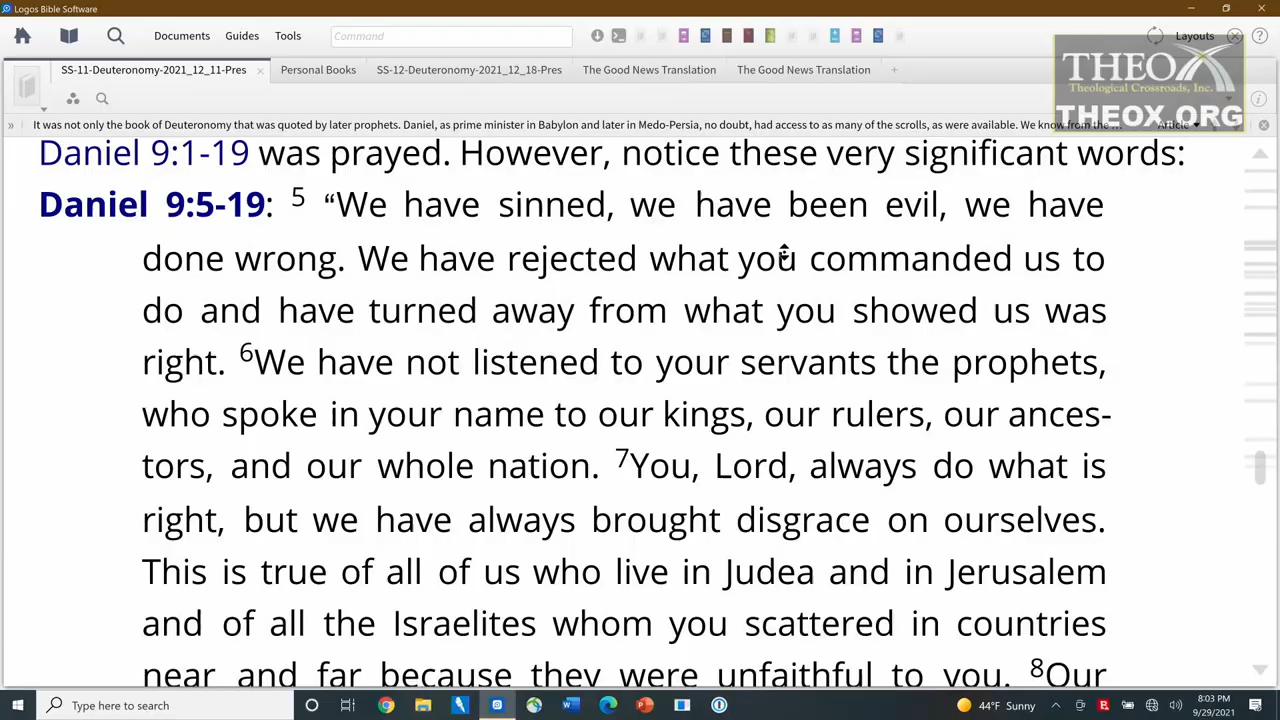 Logos Bible Software
Documents Guides Tools Command Layouts
THEOX
Theological Crossroads, Inc.
THEOX.ORG
SS-11-Deuteronomy-2021_12_11-Pres Personal Books SS-12-Deuteronomy-2021_12_18-Pres The Good News Translation The Good News Translation
It was not only the book of Deuteronomy that was quoted by later prophets. Daniel, as prime minister in Babylon and later in Medo-Persia, no doubt, had access to as many of the scrolls, as were available. We know from the ... Article
Daniel 9:1-19 was prayed. However, notice these very significant words:
Daniel 9:5-19: 5 “We have sinned, we have been evil, we have
done wrong. We have rejected what you commanded us to
do and have turned away from what you showed us was
right. 6We have not listened to your servants the prophets,
who spoke in your name to our kings, our rulers, our ances-
tors, and our whole nation. 7You, Lord, always do what is
right, but we have always brought disgrace on ourselves.
This is true of all of us who live in Judea and in Jerusalem
and of all the Israelites whom you scattered in countries
near and far because they were unfaithful to you. 8Our
Type here to search 44°F Sunny 8:03 PM
9/29/2021